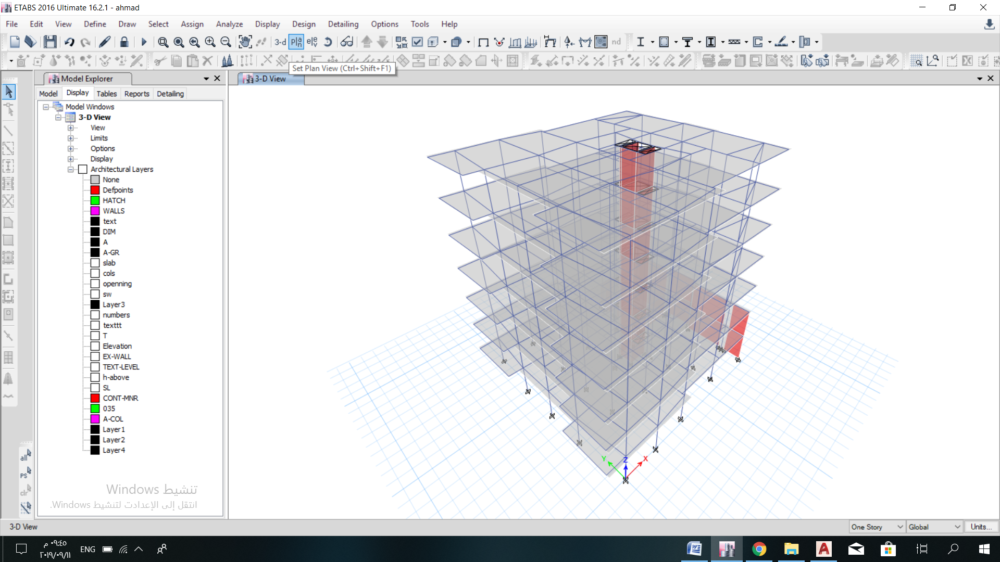 ETABS 2016 Ultimate 16.2.1 - ahmad
File Edit View Define Draw Select Assign Analyze Display Design Detailing Options Tools Help
3-d plan elev nd
Set Plan View (Ctrl+Shift+F1)
Model Explorer
3-D View
Model Display Tables Reports Detailing
Model Windows
3-D View
View
Limits
Options
Display
Architectural Layers
None
Defpoints
HATCH
WALLS
text
DIM
A
A-GR
slab
cols
openning
sw
Layer3
numbers
texttt
T
Elevation
EX-WALL
TEXT-LEVEL
h-above
SL
CONT-MNR
035
A-COL
Layer1
Layer2
Layer4
all
PS
clr
Y Z X
تنشيط Windows
انتقل إلى الإعدادت لتنشيط Windows.
3-D View
One Story Global Units...
٠٩:٤٥ م
ENG
٢٠١٩/٠٩/١١